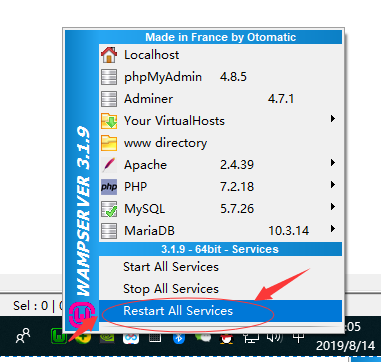 Made in France by Otomatic
Localhost
phpMyAdmin 4.8.5
Adminer 4.7.1
Your VirtualHosts
www directory
Apache 2.4.39
php PHP 7.2.18
MySQL 5.7.26
MariaDB 10.3.14
WAMPSERVER 3.1.9
3.1.9 - 64bit - Services
Start All Services
Stop All Services
Restart All Services
Sel : 0 | 0
中
:05
2019/8/14